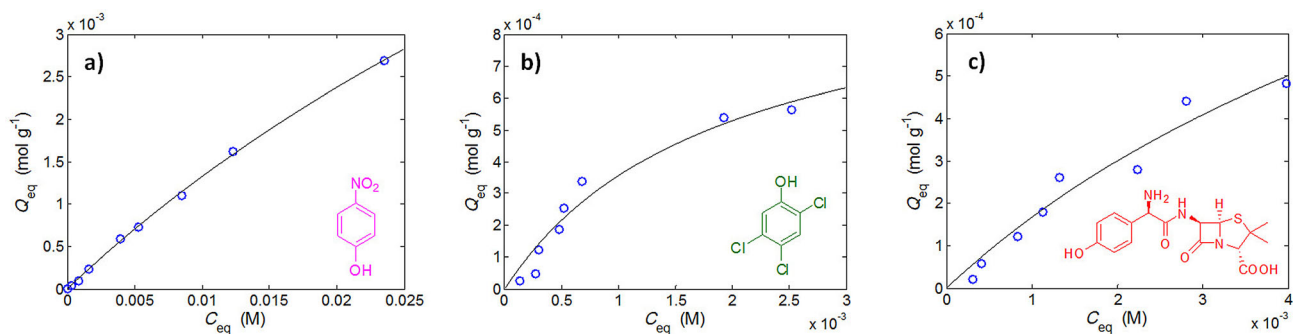 a)
3 × 10⁻³
2.5
2
1.5
1
0.5
0
Q_eq (mol g⁻¹)
0 0.005 0.01 0.015 0.02 0.025
C_eq (M)
NO₂
OH
b)
8 × 10⁻⁴
7
6
5
4
3
2
1
0
Q_eq (mol g⁻¹)
0 0.5 1 1.5 2 2.5 3
× 10⁻³
C_eq (M)
OH
Cl
Cl
Cl
c)
6 × 10⁻⁴
5
4
3
2
1
0
Q_eq (mol g⁻¹)
0 1 2 3 4
× 10⁻³
C_eq (M)
NH₂
H
N
H
S
O
N
O
HO
COOH